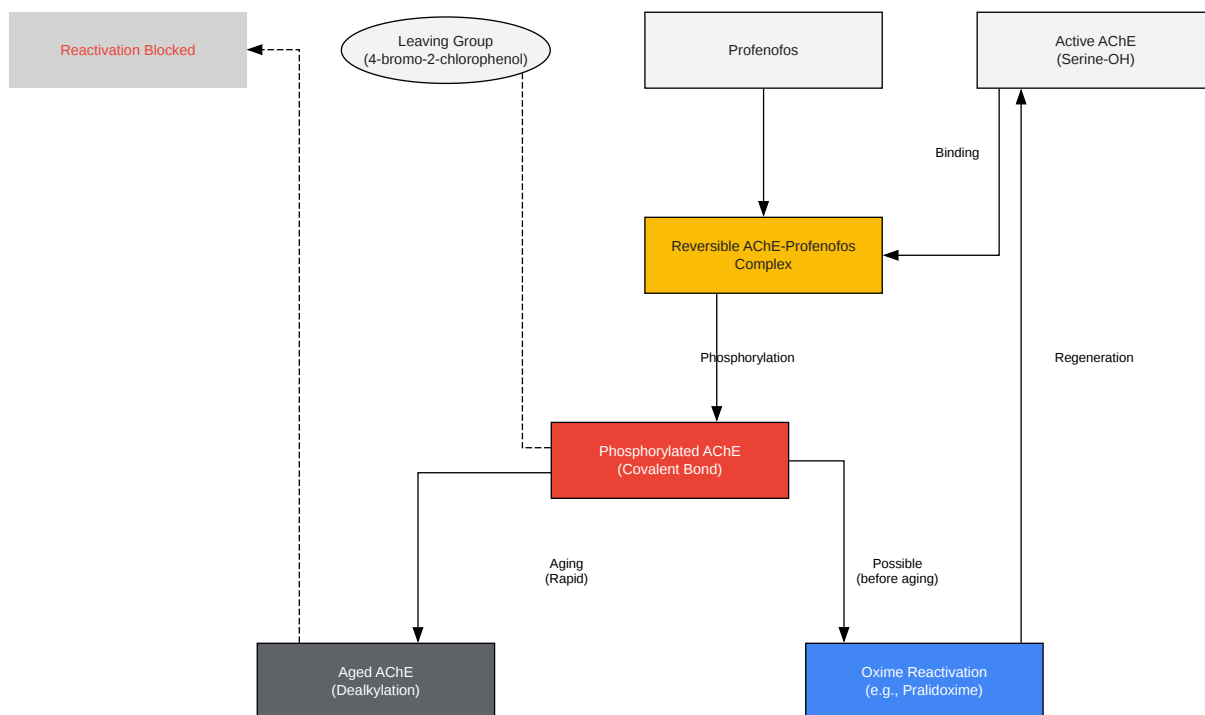 Reactivation Blocked
Leaving Group
(4-bromo-2-chlorophenol)
Profenofos
Active AChE
(Serine-OH)
Binding
Reversible AChE-Profenofos
Complex
Phosphorylation
Regeneration
Phosphorylated AChE
(Covalent Bond)
Aging
(Rapid)
Possible
(before aging)
Aged AChE
(Dealkylation)
Oxime Reactivation
(e.g., Pralidoxime)